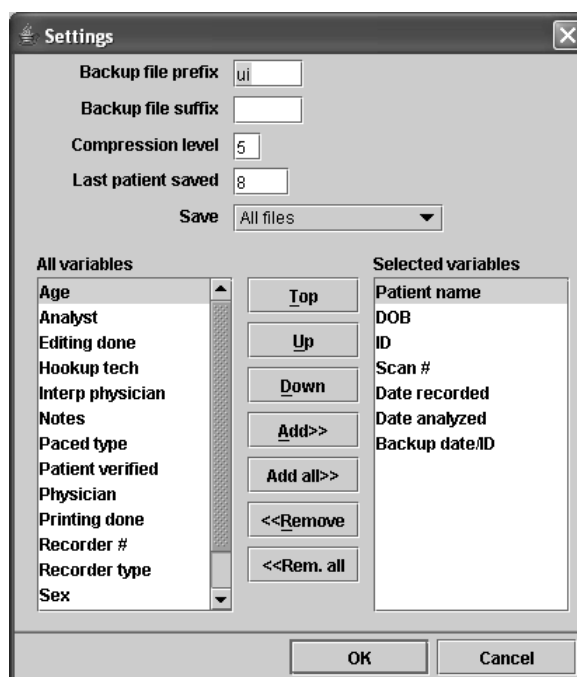 Settings
Backup file prefix ui
Backup file suffix
Compression level 5
Last patient saved 8
Save All files
All variables
Age
Analyst
Editing done
Hookup tech
Interp physician
Notes
Paced type
Patient verified
Physician
Printing done
Recorder #
Recorder type
Sex
Top
Up
Down
Add>>
Add all>>
<<Remove
<<Rem. all
Selected variables
Patient name
DOB
ID
Scan #
Date recorded
Date analyzed
Backup date/ID
OK Cancel